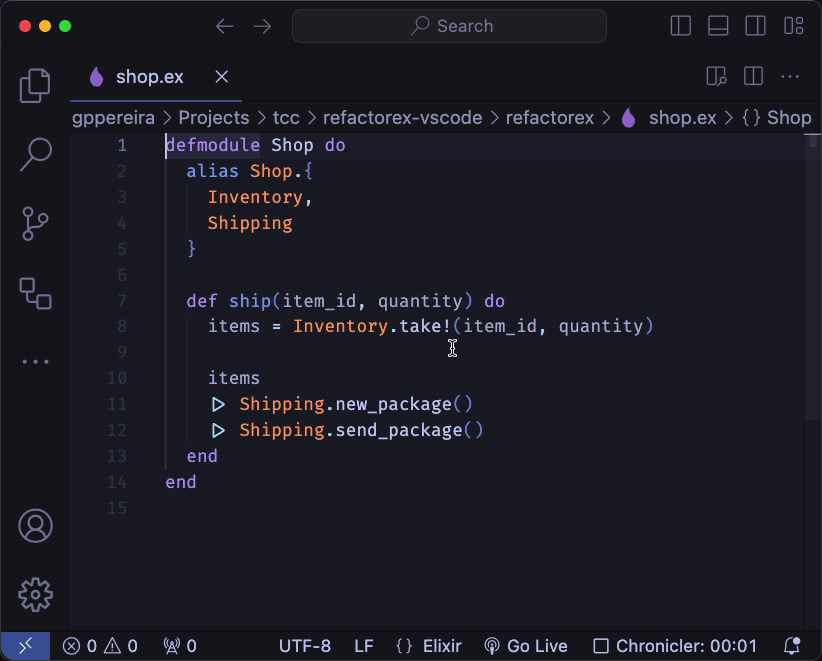 Search
shop.ex
gppereira > Projects > tcc > refactorex-vscode > refactorex > shop.ex > {} Shop
1 defmodule Shop do
2 alias Shop.{
3 Inventory,
4 Shipping
5 }
6
7 def ship(item_id, quantity) do
8 items = Inventory.take!(item_id, quantity)
9
10 items
11 |> Shipping.new_package()
12 |> Shipping.send_package()
13 end
14 end
15
0 0 0 UTF-8 LF {} Elixir Go Live Chronicler: 00:01